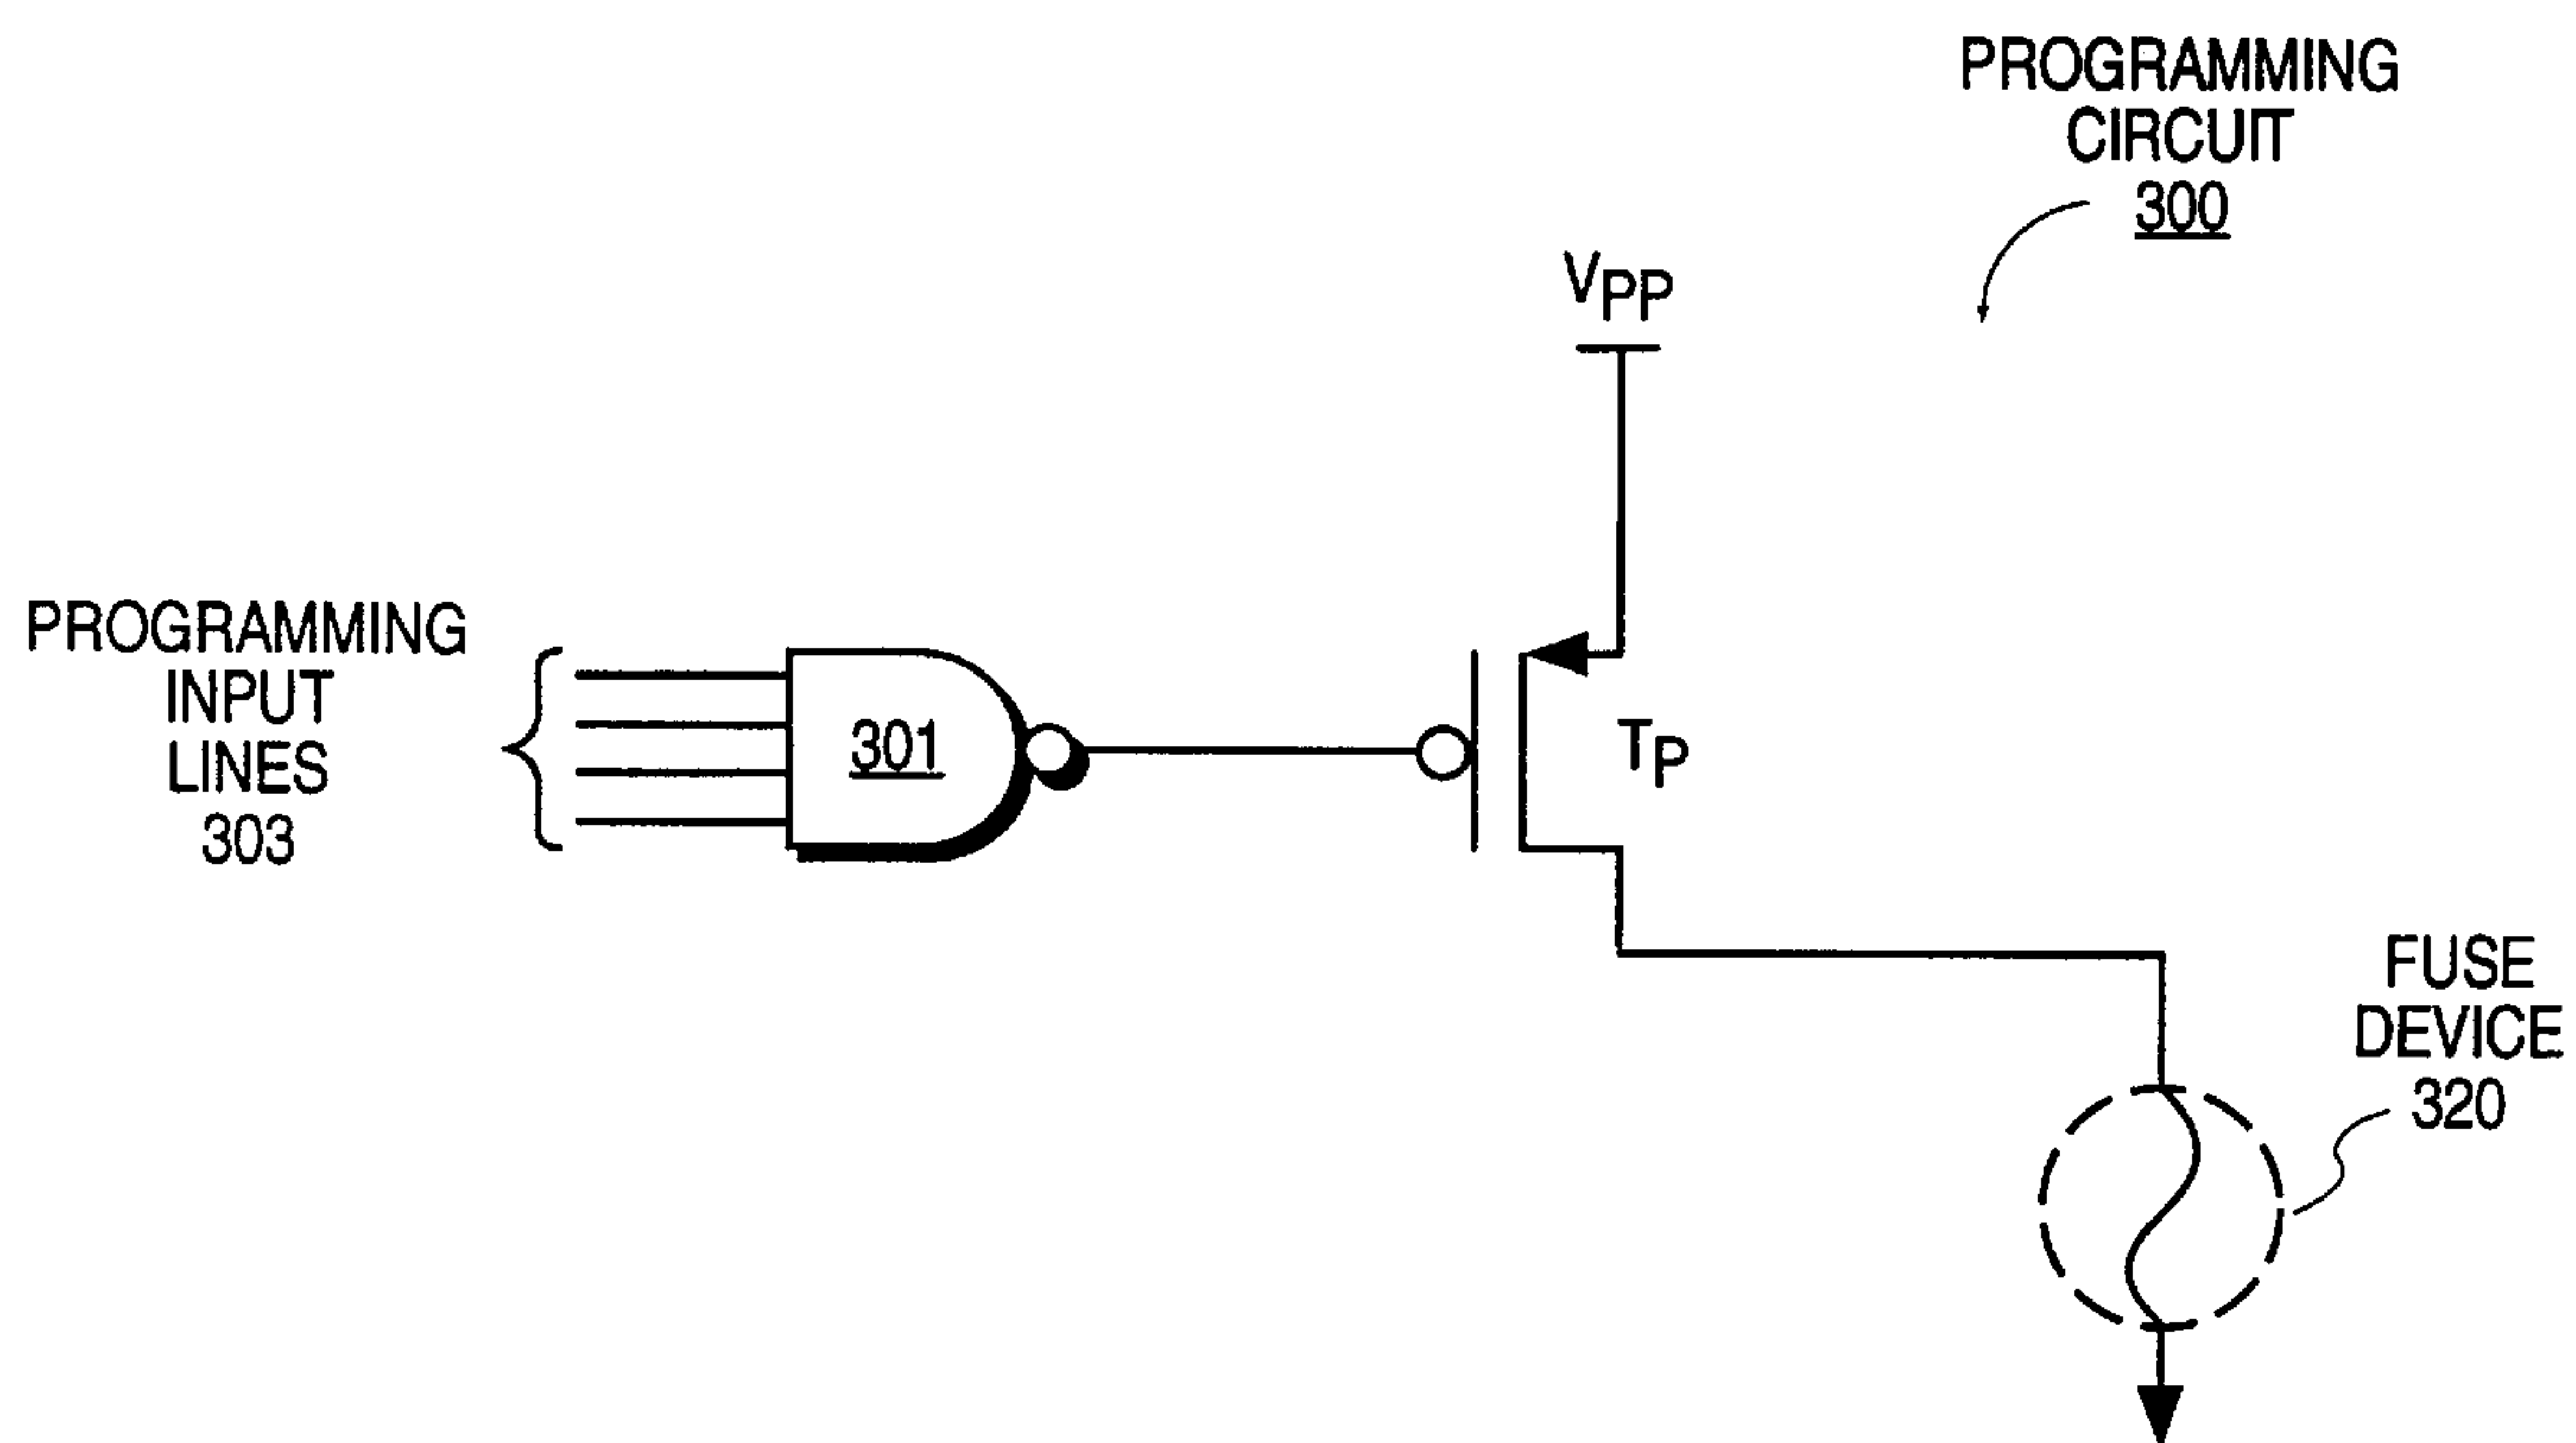 PROGRAMMING
CIRCUIT
300
VPP
PROGRAMMING
INPUT
LINES
303
301
TP
FUSE
DEVICE
320